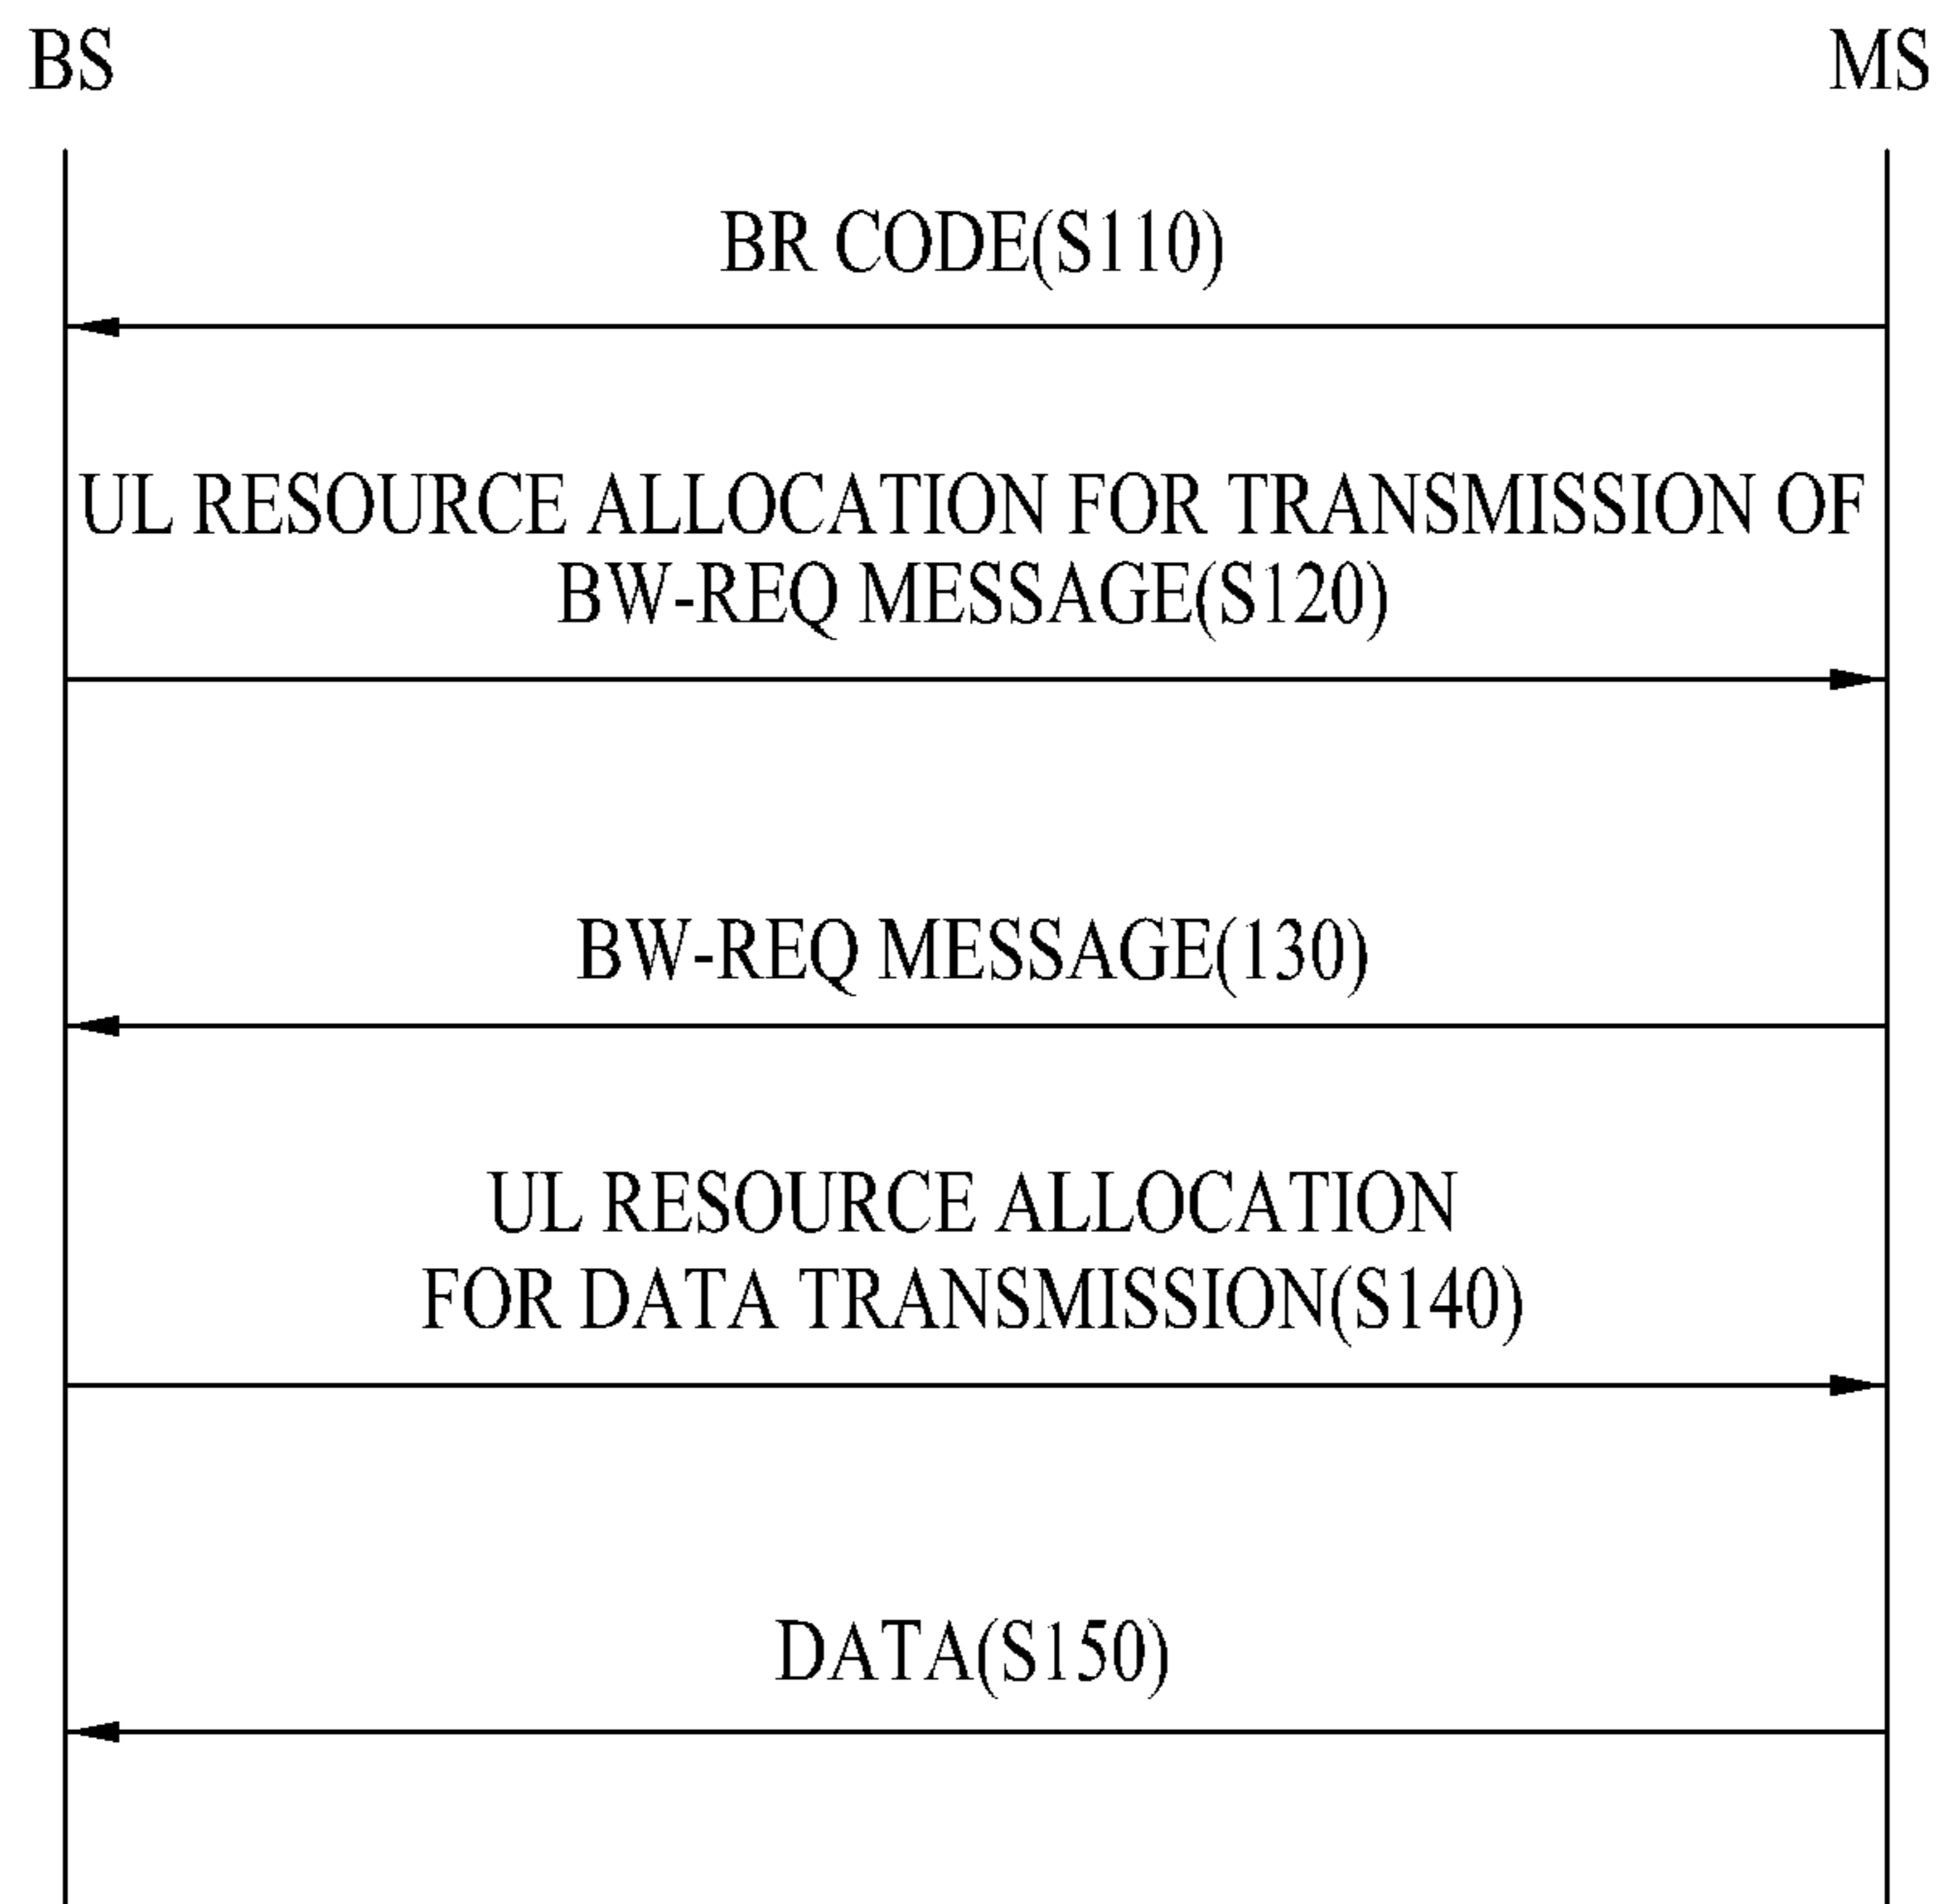 BS
MS
BR CODE(S110)
UL RESOURCE ALLOCATION FOR TRANSMISSION OF
BW-REQ MESSAGE(S120)
BW-REQ MESSAGE(130)
UL RESOURCE ALLOCATION
FOR DATA TRANSMISSION(S140)
DATA(S150)